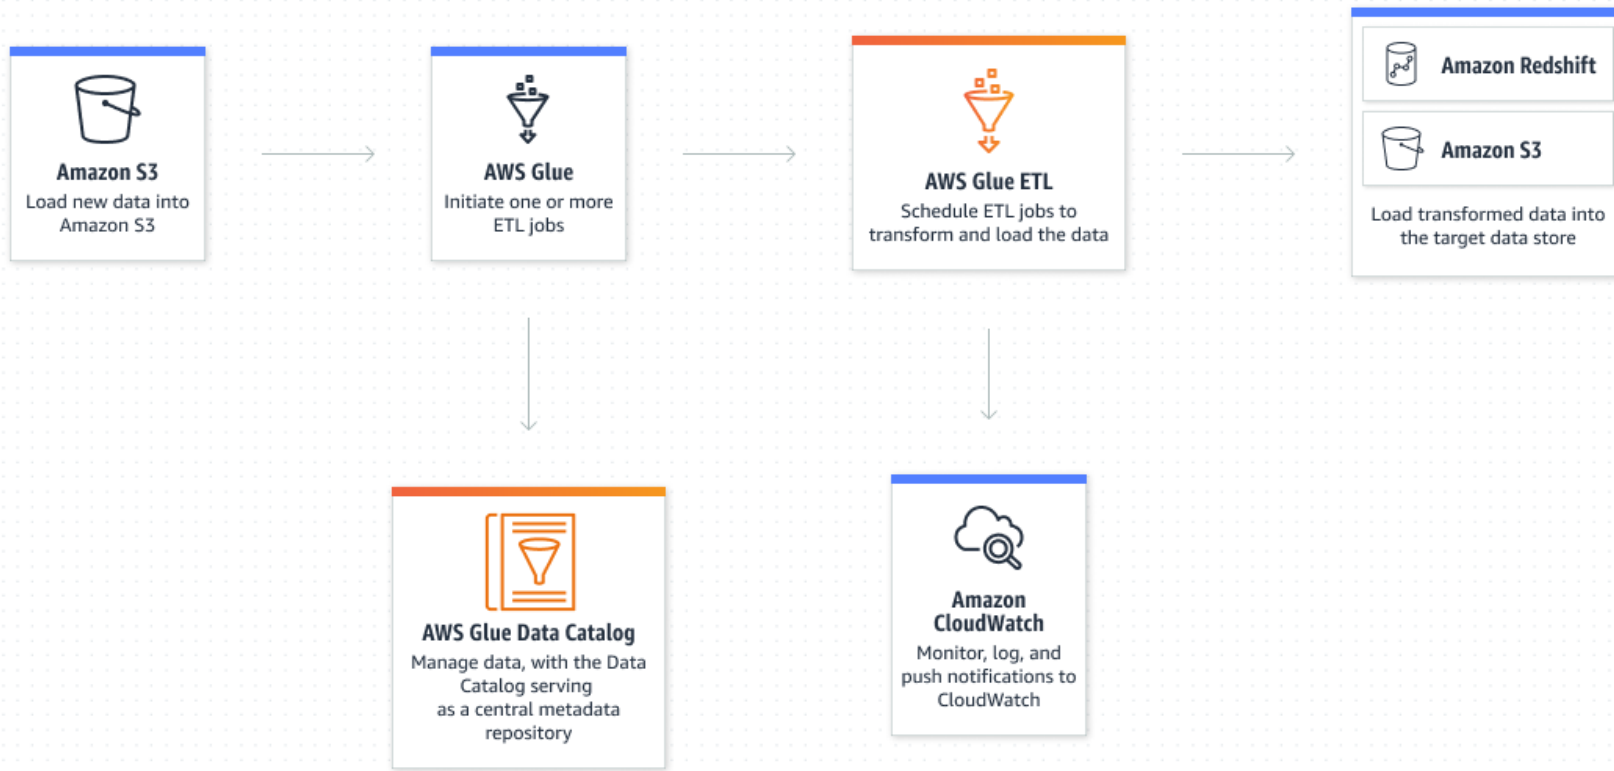 Amazon S3
Load new data into
Amazon S3
AWS Glue
Initiate one or more
ETL jobs
AWS Glue ETL
Schedule ETL jobs to
transform and load the data
Amazon Redshift
Amazon S3
Load transformed data into
the target data store
AWS Glue Data Catalog
Manage data, with the Data
Catalog serving
as a central metadata
repository
Amazon
CloudWatch
Monitor, log, and
push notifications to
CloudWatch